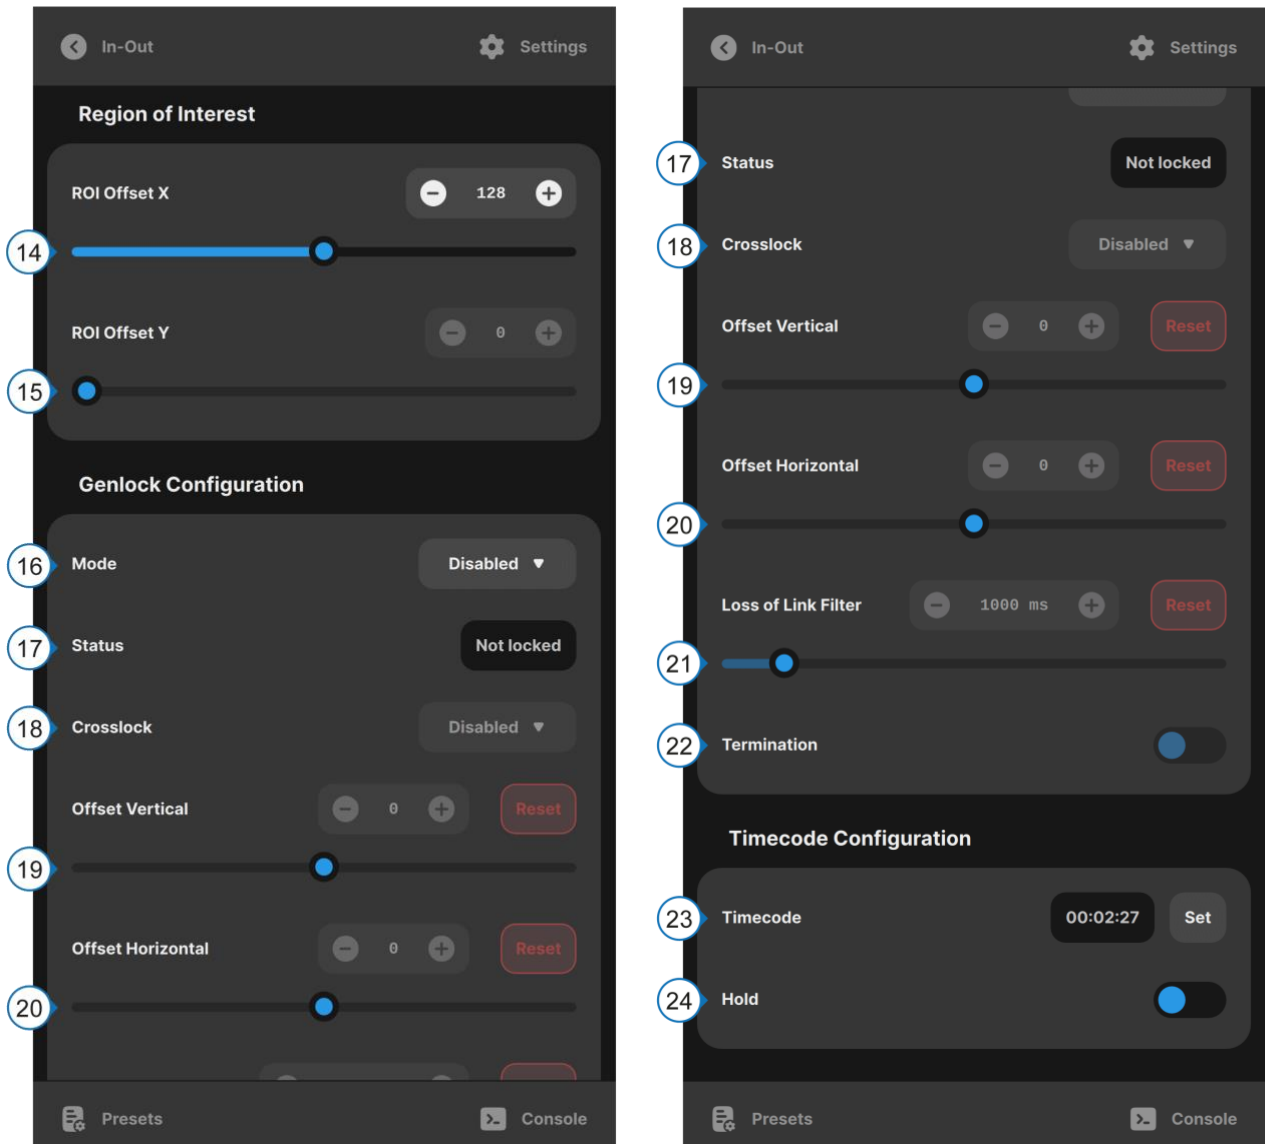 In-Out Settings
Region of Interest
ROI Offset X 128
14
ROI Offset Y 0
15
Genlock Configuration
16 Mode Disabled
17 Status Not locked
18 Crosslock Disabled
Offset Vertical 0 Reset
19
Offset Horizontal 0 Reset
20
Presets Console
In-Out Settings
17 Status Not locked
18 Crosslock Disabled
Offset Vertical 0 Reset
19
Offset Horizontal 0 Reset
20
Loss of Link Filter 1000 ms Reset
21
22 Termination
Timecode Configuration
23 Timecode 00:02:27 Set
24 Hold
Presets Console